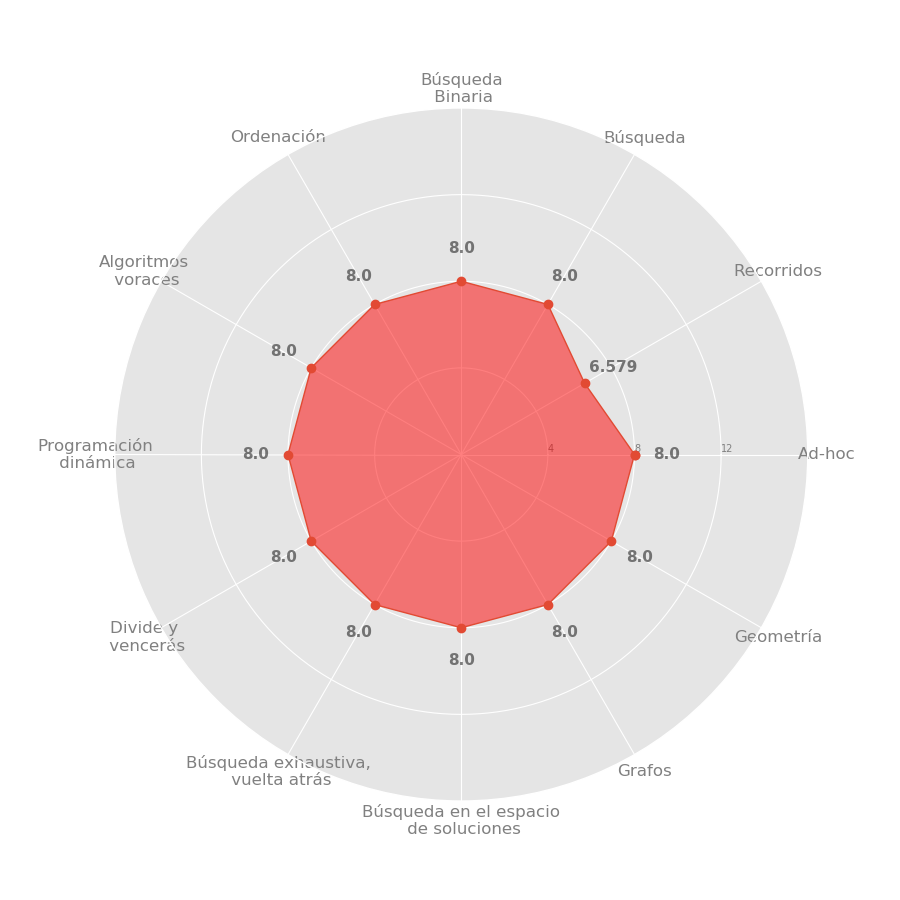 Búsqueda
Binaria
Ordenación
Búsqueda
8.0
Algoritmos
voraces
8.0
8.0
Recorridos
8.0
6.579
Programación
dinámica
8.0
4
8
12
8.0
Ad-hoc
8.0
8.0
Divide y
vencerás
8.0
8.0
Geometría
8.0
Búsqueda exhaustiva,
vuelta atrás
Grafos
Búsqueda en el espacio
de soluciones